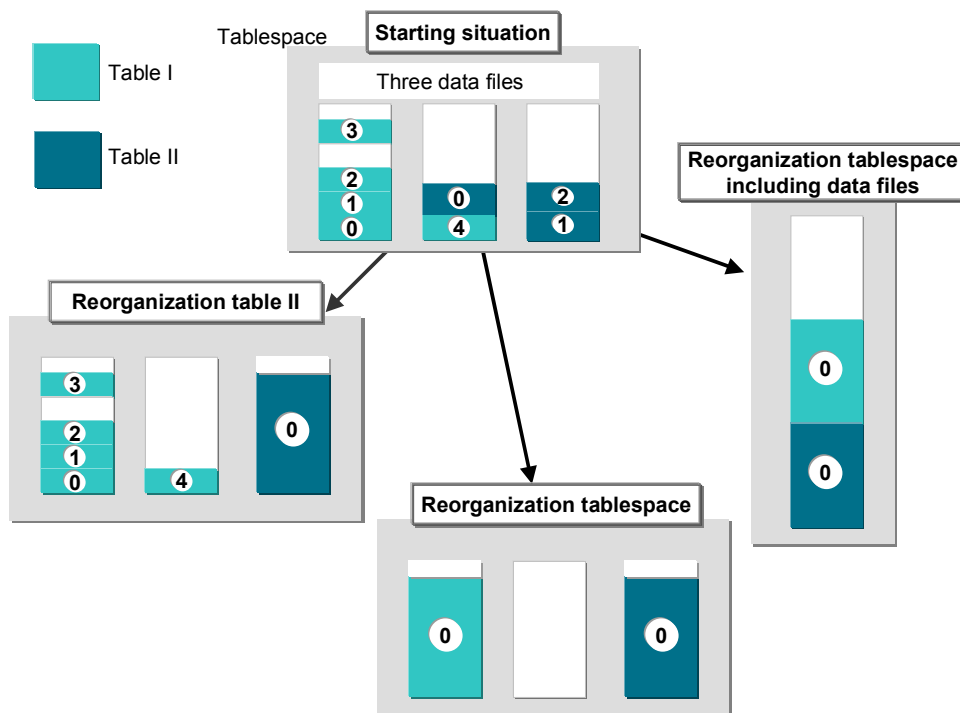 Tablespace
Starting situation
Table I
Table II
Three data files
3
2
1
0
0
4
2
1
Reorganization tablespace
including data files
0
0
Reorganization table II
3
2
1
0
4
0
Reorganization tablespace
0
0